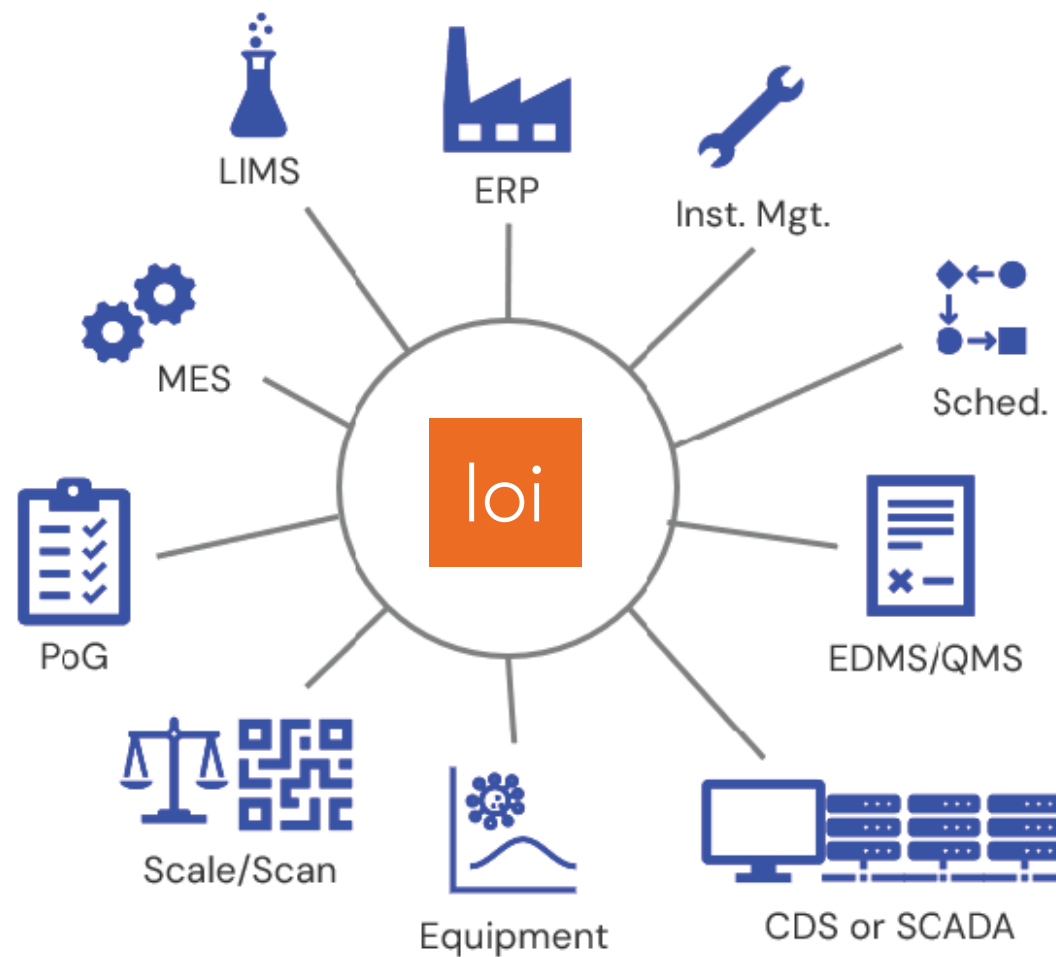 LIMS
ERP
Inst. Mgt.
MES
Sched.
loi
PoG
EDMS/QMS
Scale/Scan
Equipment
CDS or SCADA